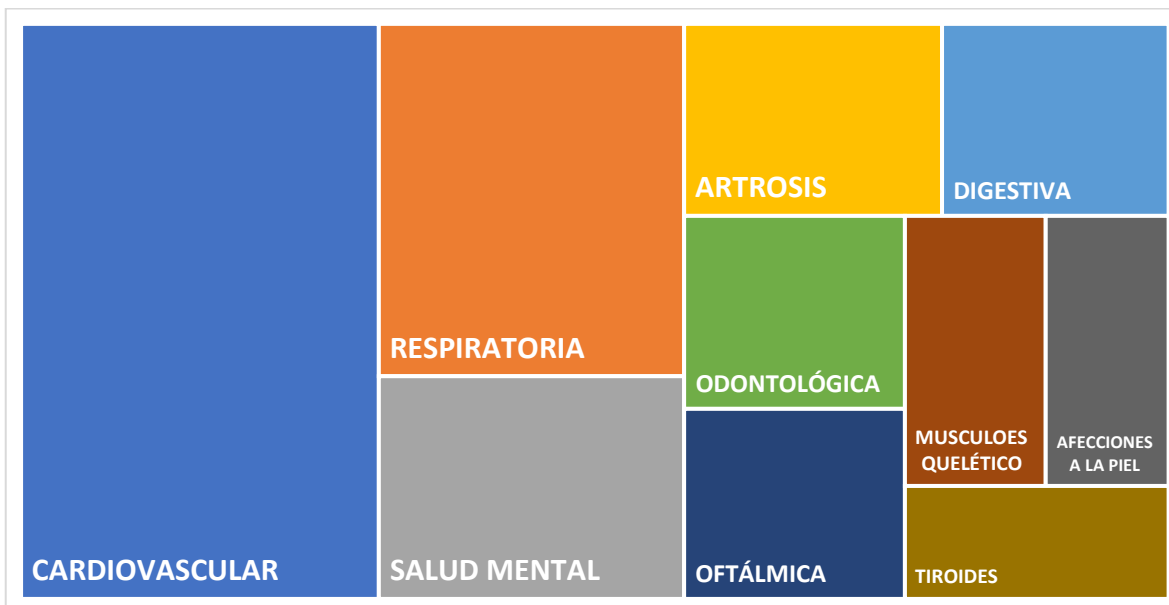 CARDIOVASCULAR
RESPIRATORIA
SALUD MENTAL
ARTROSIS
DIGESTIVA
ODONTOLÓGICA
OFTÁLMICA
MUSCULOES
QUELÉTICO
AFECCIONES
A LA PIEL
TIROIDES